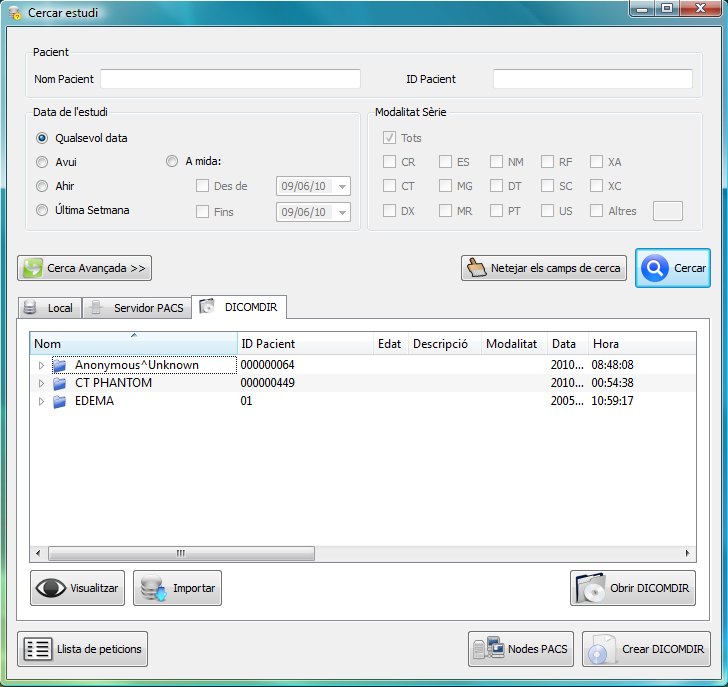 Cercar estudi
Pacient
Nom Pacient ID Pacient
Data de l'estudi Modalitat Sèrie
Qualsevol data Tots
Avui A mida: CR ES NM RF XA
Ahir Des de 09/06/10 CT MG DT SC XC
Última Setmana Fins 09/06/10 DX MR PT US Altres
Cerca Avançada >> Netejar els camps de cerca Cercar
Local Servidor PACS DICOMDIR
Nom ID Pacient Edat Descripció Modalitat Data Hora
Anonymous^Unknown 000000064 2010... 08:48:08
CT PHANTOM 000000449 2010... 00:54:38
EDEMA 01 2005... 10:59:17
Visualitzar Importar Obrir DICOMDIR
Llista de peticions Nodes PACS Crear DICOMDIR